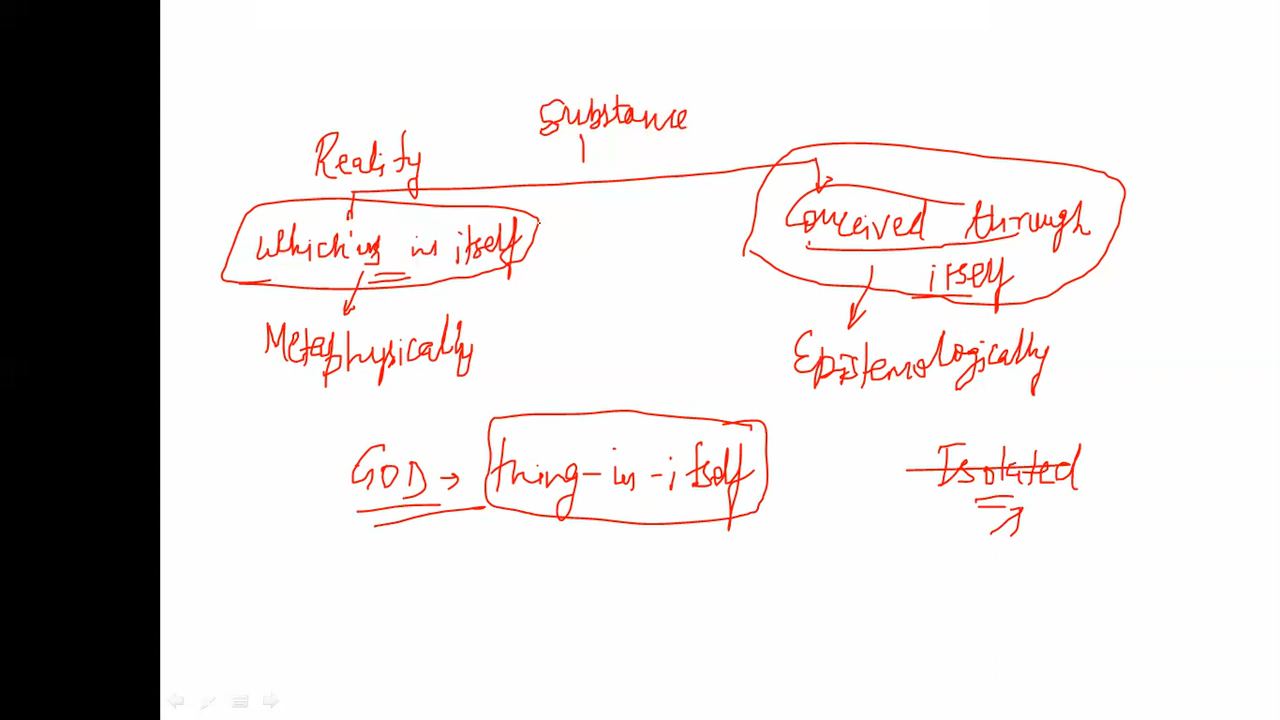 Substance
Reality
which is in itself
Conceived through
itself
Metaphysically
Epistemologically
GOD → thing-in-itself
Isolated